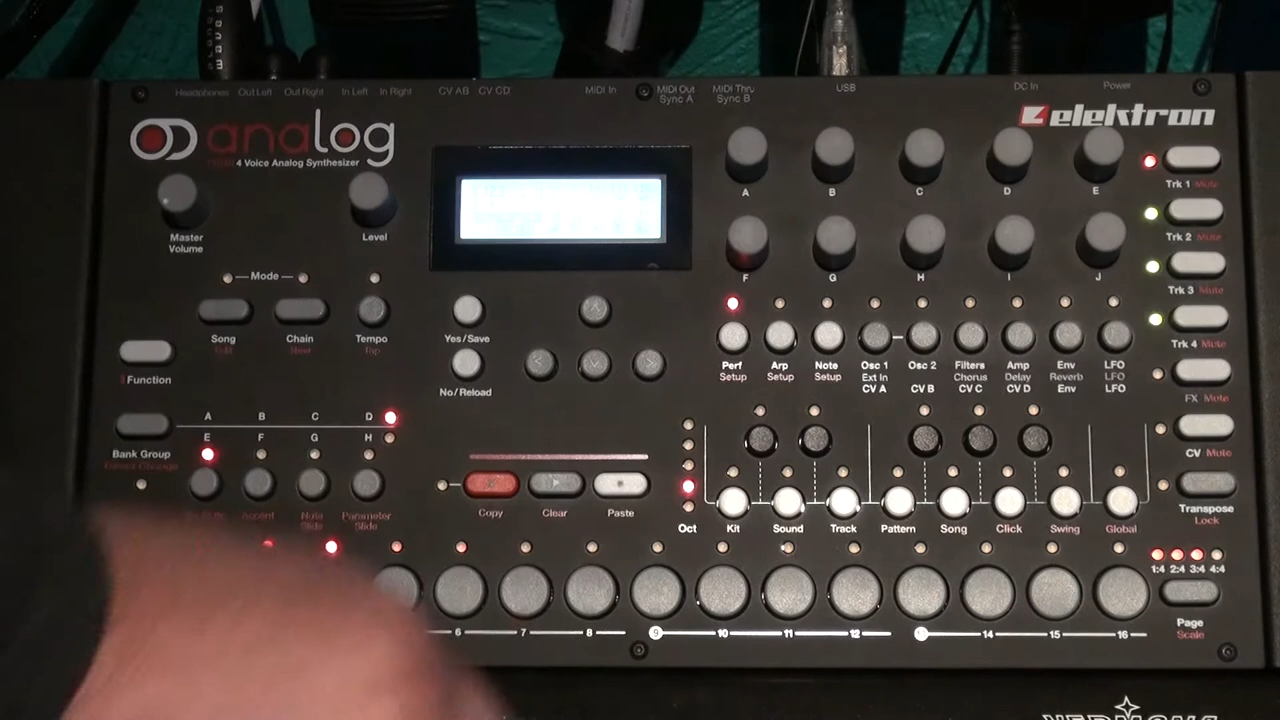 Headphones Out Left Out Right In Left In Right CV AB CV CD MIDI In MIDI Out MIDI Thru USB DC In Power
Sync A Sync B
analog
4 Voice Analog Synthesizer
elektron
A B C D E
Trk 1 Mute
Master Volume
Level
Trk 2 Mute
F G H I J
Mode
Trk 3 Mute
Song Chain Tempo
Edit New Tap
Yes/Save
Trk 4 Mute
Perf Arp Note Osc 1 Osc 2 Filters Amp Env LFO
Setup Setup Setup Ext In Chorus Delay Reverb LFO
CV A CV B CV C CV D Env LFO
Function
No/Reload
FX Mute
A B C D
E F G H
Bank Group
CV Mute
Copy Clear Paste
Accent Note Slide Parameter Slide
Oct
Kit Sound Track Pattern Song Click Swing Global
Transpose
Lock
1:4 2:4 3:4 4:4
6 7 8 9 10 11 12 14 15 16
Page
Scale